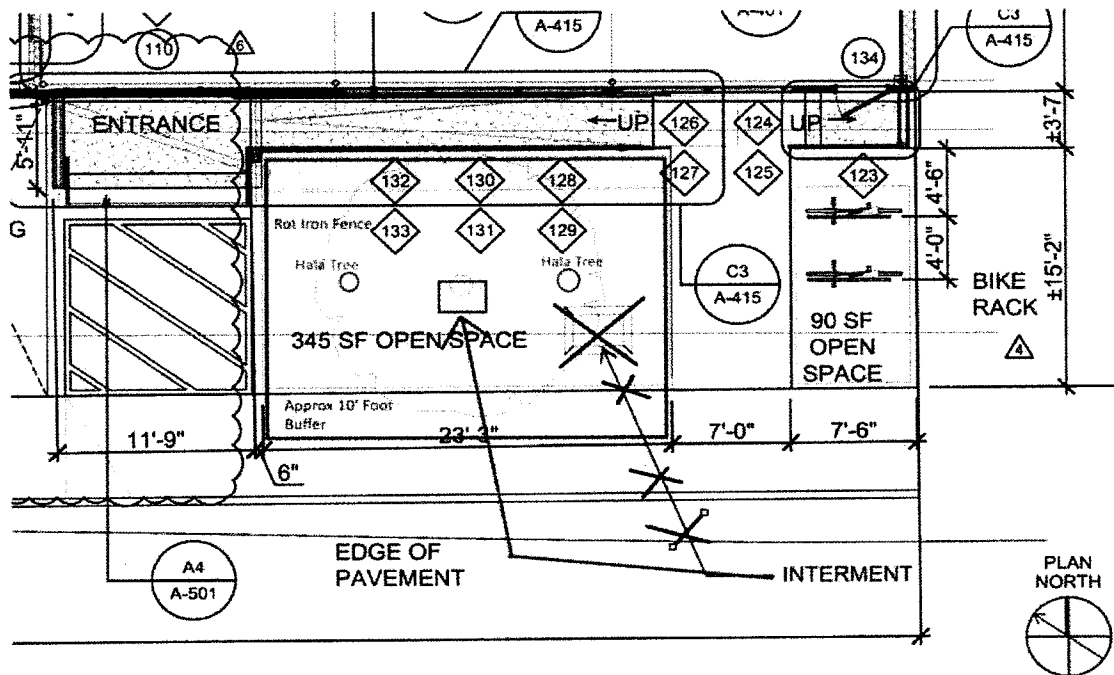 C3
A-415
A-401
A-415
110
6
134
ENTRANCE
UP
126
124
UP
5'-41"
±3'-7
132
130
128
127
125
123
4'-6"
Rot Iron Fence
133
131
129
G
Hala Tree
Hala Tree
C3
A-415
4'-0"
±15'-2"
BIKE
RACK
4
345 SF OPEN SPACE
90 SF
OPEN
SPACE
Approx 10' Foot
Buffer
11'-9"
23'-3"
7'-0"
7'-6"
6"
EDGE OF
PAVEMENT
INTERMENT
A4
A-501
PLAN
NORTH